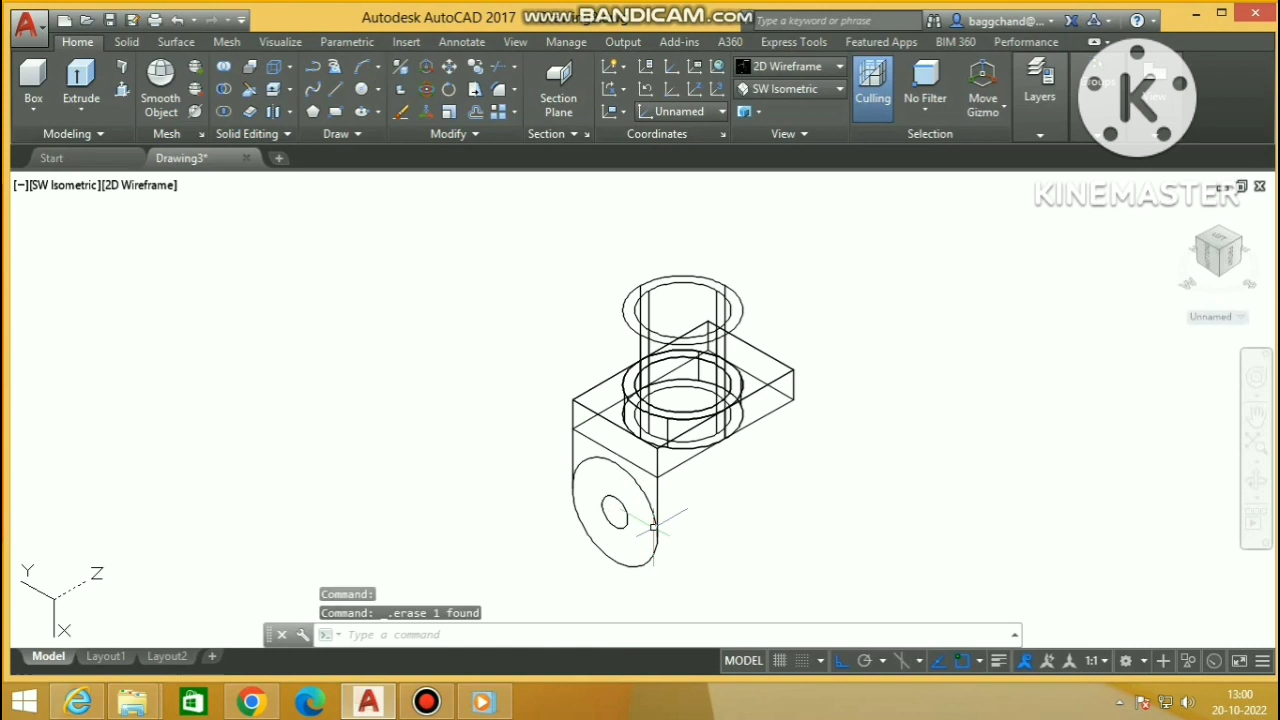 Autodesk AutoCAD 2017
www.BANDICAM.com
Type a keyword or phrase
baggchand@...
Home Solid Surface Mesh Visualize Parametric Insert Annotate View Manage Output Add-ins A360 Express Tools Featured Apps BIM 360 Performance
2D Wireframe
SW Isometric
Unnamed
Box Extrude Smooth Object Section Plane Culling No Filter Move Gizmo Layers Groups View
Modeling Mesh Solid Editing Draw Modify Section Coordinates View Selection
K
Start Drawing3*
[−][SW Isometric][2D Wireframe]
KINEMASTER
LEFT
Unnamed
Y Z
X
Command:
Command: _.erase 1 found
Type a command
Model Layout1 Layout2 +
MODEL 1:1
13:00
20-10-2022